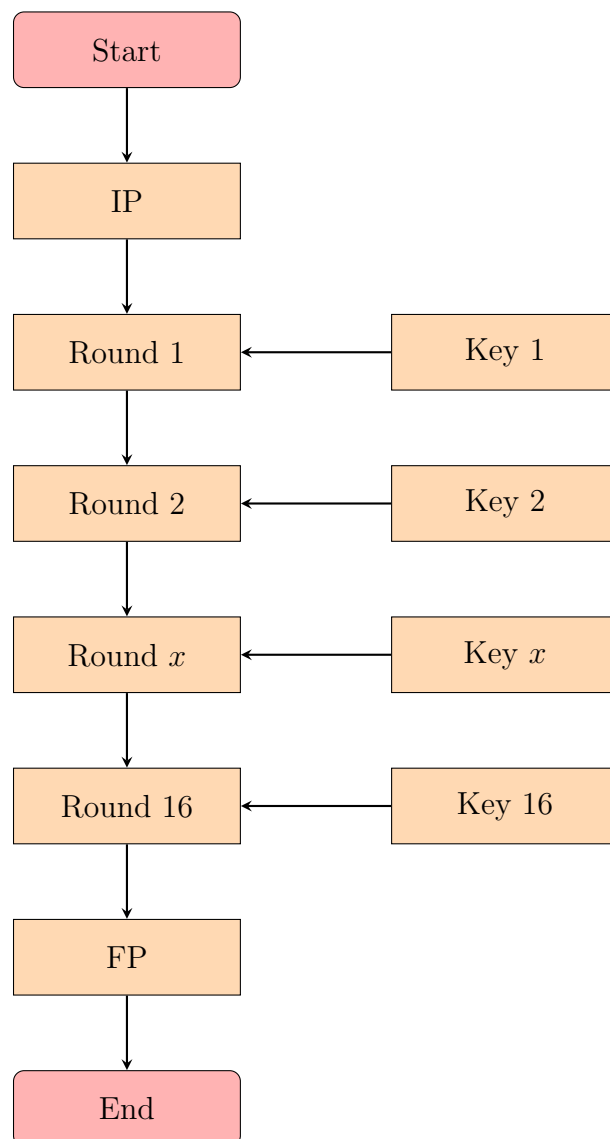 Start
IP
Round 1
Key 1
Round 2
Key 2
Round x
Key x
Round 16
Key 16
FP
End